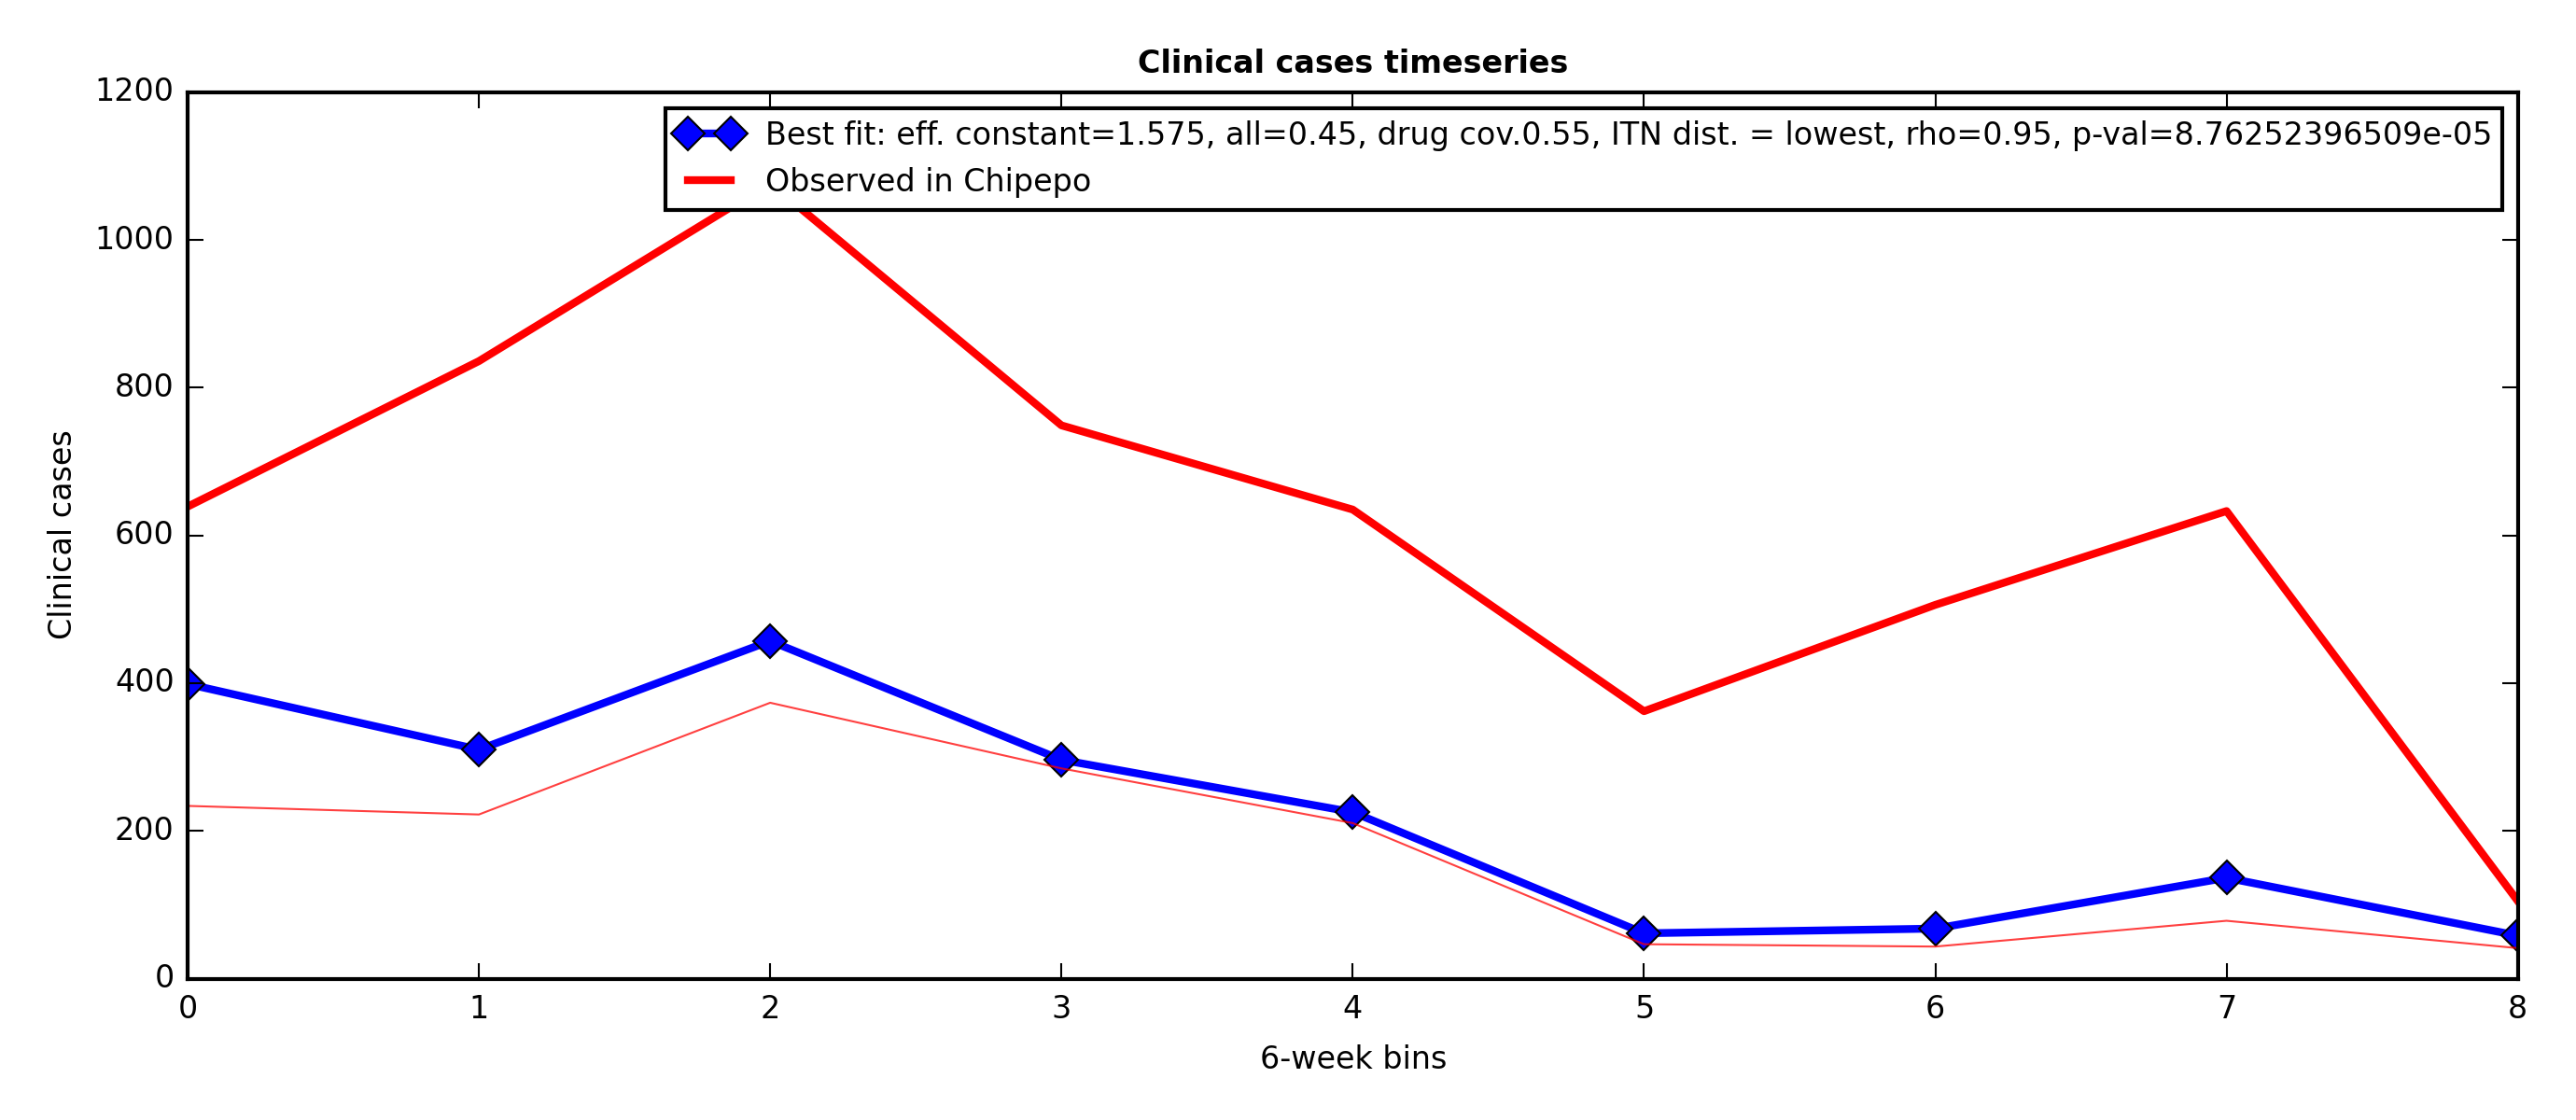 Clinical cases timeseries
1200
1000
800
600
400
200
0
Clinical cases
Best fit: eff. constant=1.575, all=0.45, drug cov.0.55, ITN dist. = lowest, rho=0.95, p-val=8.76252396509e-05
Observed in Chipepo
0 1 2 3 4 5 6 7 8
6-week bins